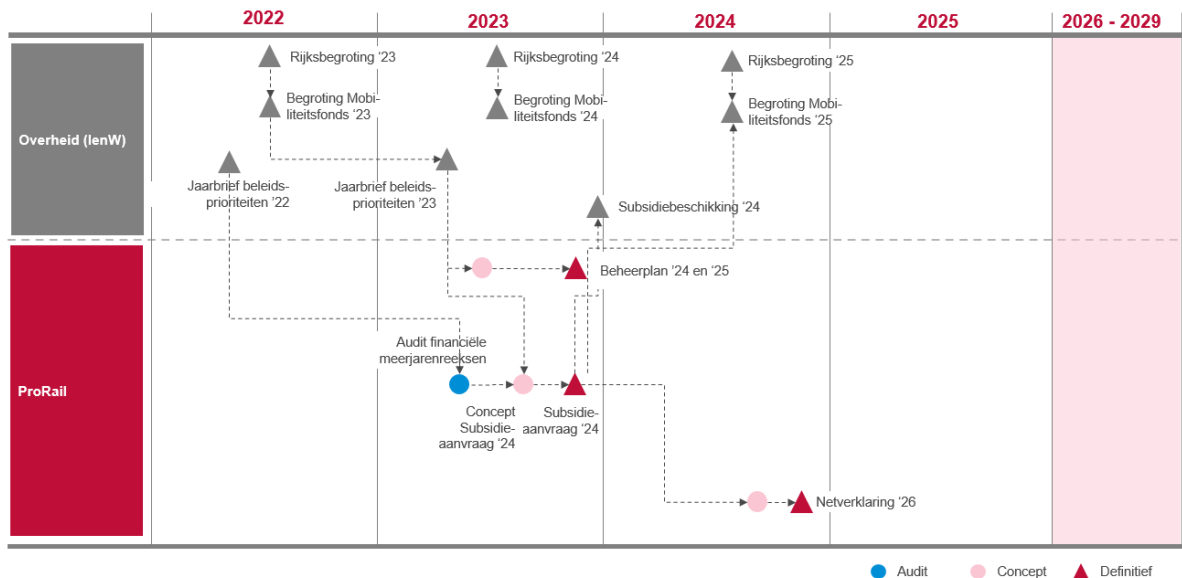 2022
2023
2024
2025
2026 - 2029
Overheid (IenW)
Rijksbegroting ‘23
Rijksbegroting ‘24
Rijksbegroting ‘25
Begroting Mobi-
liteitsfonds ‘23
Begroting Mobi-
liteitsfonds ‘24
Begroting Mobi-
liteitsfonds ‘25
Jaarbrief beleids-
prioriteiten ‘22
Jaarbrief beleids-
prioriteiten ‘23
Subsidiebeschikking ‘24
ProRail
Beheerplan ‘24 en ‘25
Audit financiële
meerjarenreeksen
Concept
Subsidie-
aanvraag ‘24
Subsidie-
aanvraag ‘24
Netverklaring ‘26
Audit
Concept
Definitief